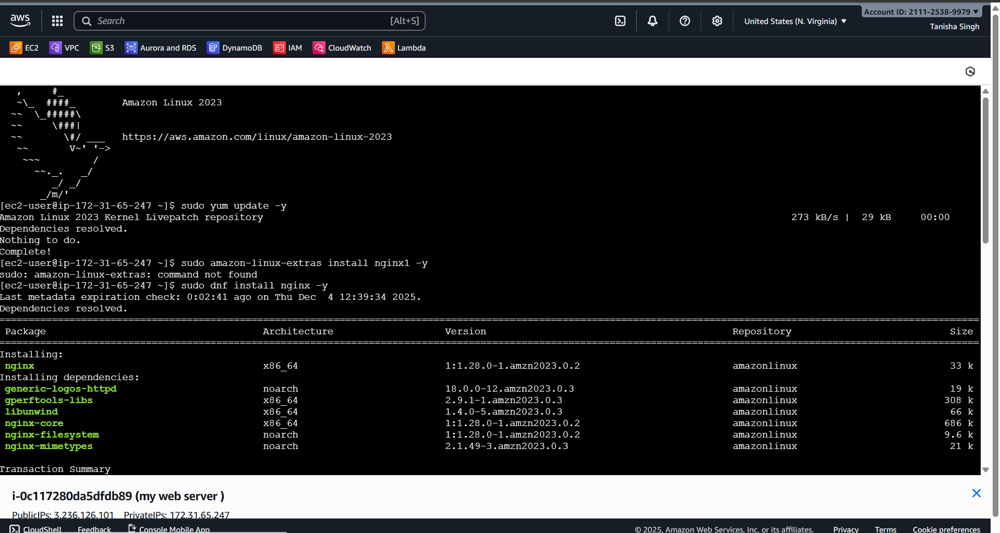 aws
Search [Alt+S]
United States (N. Virginia)
Account ID: 2111-2538-9979
Tanisha Singh
EC2 VPC S3 Aurora and RDS DynamoDB IAM CloudWatch Lambda
   ,     #_
   ~\_  ####_        Amazon Linux 2023
  ~~  \_#####\
  ~~     \###|
  ~~       \#/ ___   https://aws.amazon.com/linux/amazon-linux-2023
   ~~       V~' '->
    ~~~         /
      ~~._.   _/
         _/ _/
       _/m/'
[ec2-user@ip-172-31-65-247 ~]$ sudo yum update -y
Amazon Linux 2023 Kernel Livepatch repository 273 kB/s | 29 kB 00:00
Dependencies resolved.
Nothing to do.
Complete!
[ec2-user@ip-172-31-65-247 ~]$ sudo amazon-linux-extras install nginx1 -y
sudo: amazon-linux-extras: command not found
[ec2-user@ip-172-31-65-247 ~]$ sudo dnf install nginx -y
Last metadata expiration check: 0:02:41 ago on Thu Dec  4 12:39:34 2025.
Dependencies resolved.
Package Architecture Version Repository Size
Installing:
nginx x86_64 1:1.28.0-1.amzn2023.0.2 amazonlinux 33 k
Installing dependencies:
generic-logos-httpd noarch 18.0.0-12.amzn2023.0.3 amazonlinux 19 k
gperftools-libs x86_64 2.9.1-1.amzn2023.0.3 amazonlinux 308 k
libunwind x86_64 1.4.0-5.amzn2023.0.3 amazonlinux 66 k
nginx-core x86_64 1:1.28.0-1.amzn2023.0.2 amazonlinux 686 k
nginx-filesystem noarch 1:1.28.0-1.amzn2023.0.2 amazonlinux 9.6 k
nginx-mimetypes noarch 2.1.49-3.amzn2023.0.3 amazonlinux 21 k
Transaction Summary
i-0c117280da5dfdb89 (my web server )
PublicIPs: 3.236.126.101 PrivateIPs: 172.31.65.247
CloudShell Feedback Console Mobile App © 2025, Amazon Web Services, Inc. or its affiliates. Privacy Terms Cookie preferences